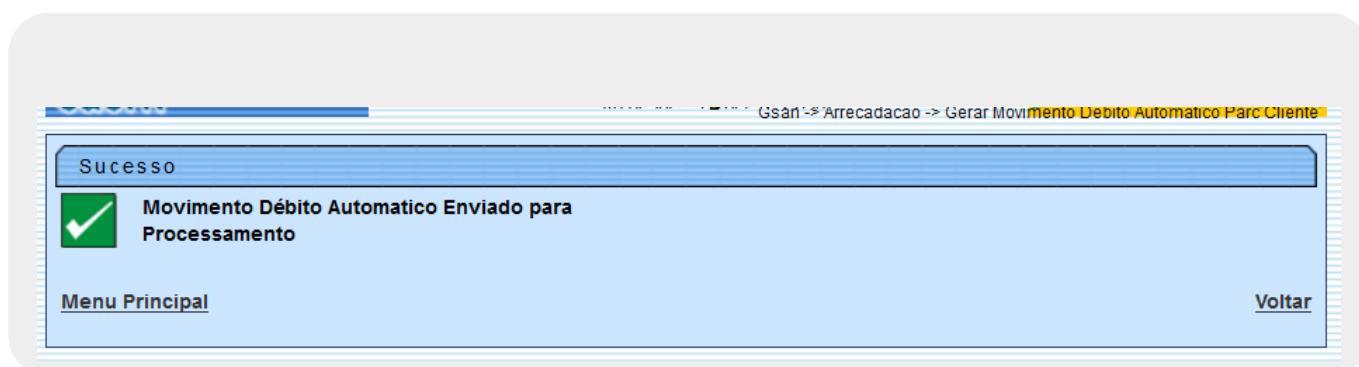 Gsan -> Arrecadacao -> Gerar Movimento Debito Automatico Parc Cliente
Sucesso
Movimento Débito Automatico Enviado para
Processamento
Menu Principal
Voltar